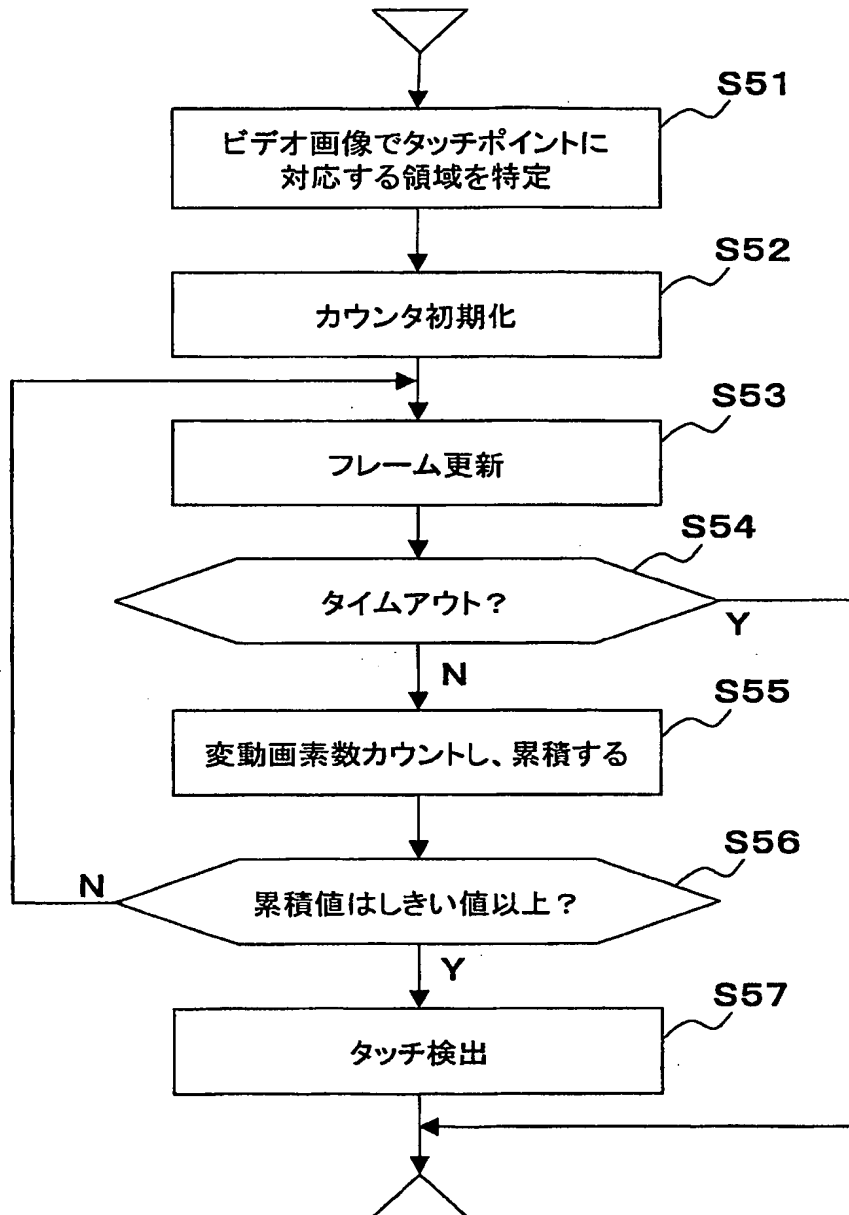 S51
ビデオ画像でタッチポイントに
対応する領域を特定
S52
カウンタ初期化
S53
フレーム更新
S54
タイムアウト?
Y
N
S55
変動画素数カウントし、累積する
S56
累積値はしきい値以上?
N
Y
S57
タッチ検出